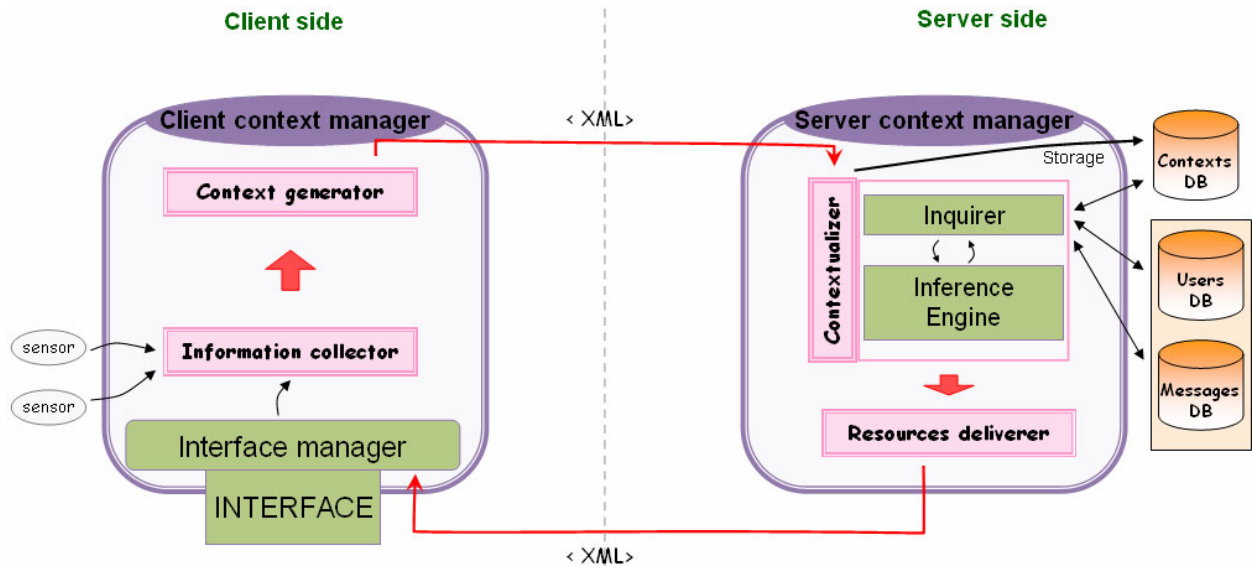 Client side
Server side
Client context manager
< XML>
Server context manager
Storage
Contexts
DB
Context generator
Contextualizer
Inquirer
Users
DB
Inference
Engine
sensor
Information collector
sensor
Messages
DB
Interface manager
Resources deliverer
INTERFACE
< XML>